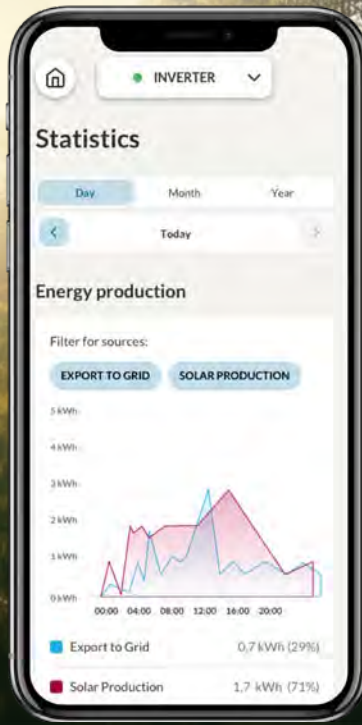 INVERTER
Statistics
Day Month Year
Today
Energy production
Filter for sources:
EXPORT TO GRID SOLAR PRODUCTION
5 kWh
4 kWh
3 kWh
2 kWh
1 kWh
0 kWh
00:00 04:00 08:00 12:00 16:00 20:00
Export to Grid 0,7 kWh (29%)
Solar Production 1,7 kWh (71%)